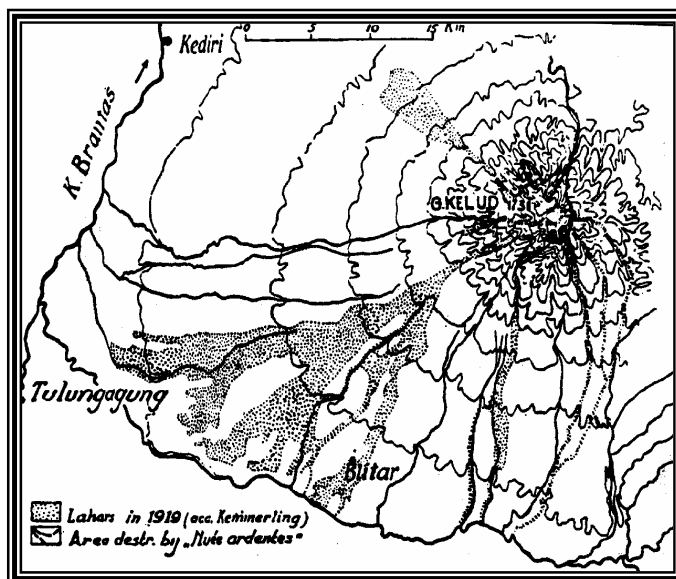 0 5 10 15 Km
Kediri
K. Brantas
G. KELUD 1731
Tulungagung
Blitar
Lahars in 1919 (acc. Kemmerling)
Area destr. by „Nuée ardentes"